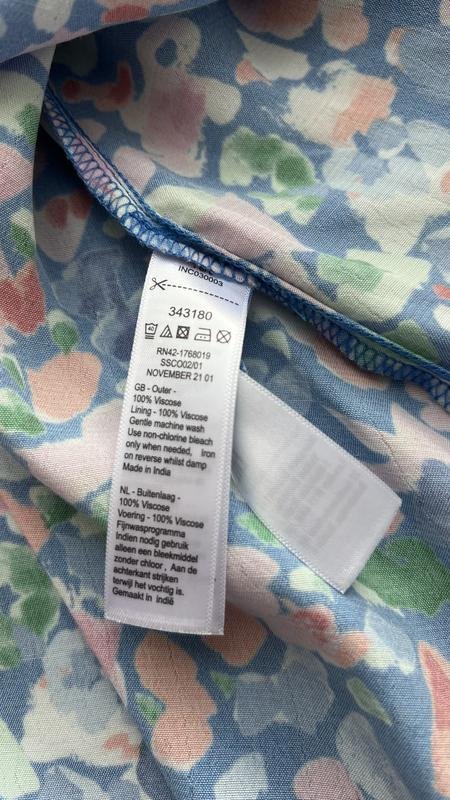 INC030003
343180
40
RN42-1768019
SSCO02/01
NOVEMBER 21 01
GB - Outer -
100% Viscose
Lining - 100% Viscose
Gentle machine wash
Use non-chlorine bleach
only when needed, Iron
on reverse whilst damp
Made in India
NL - Buitenlaag -
100% Viscose
Voering - 100% Viscose
Fijnwasprogramma
Indien nodig gebruik
alleen een bleekmiddel
zonder chloor , Aan de
achterkant strijken
terwijl het vochtig is.
Gemaakt in Indië